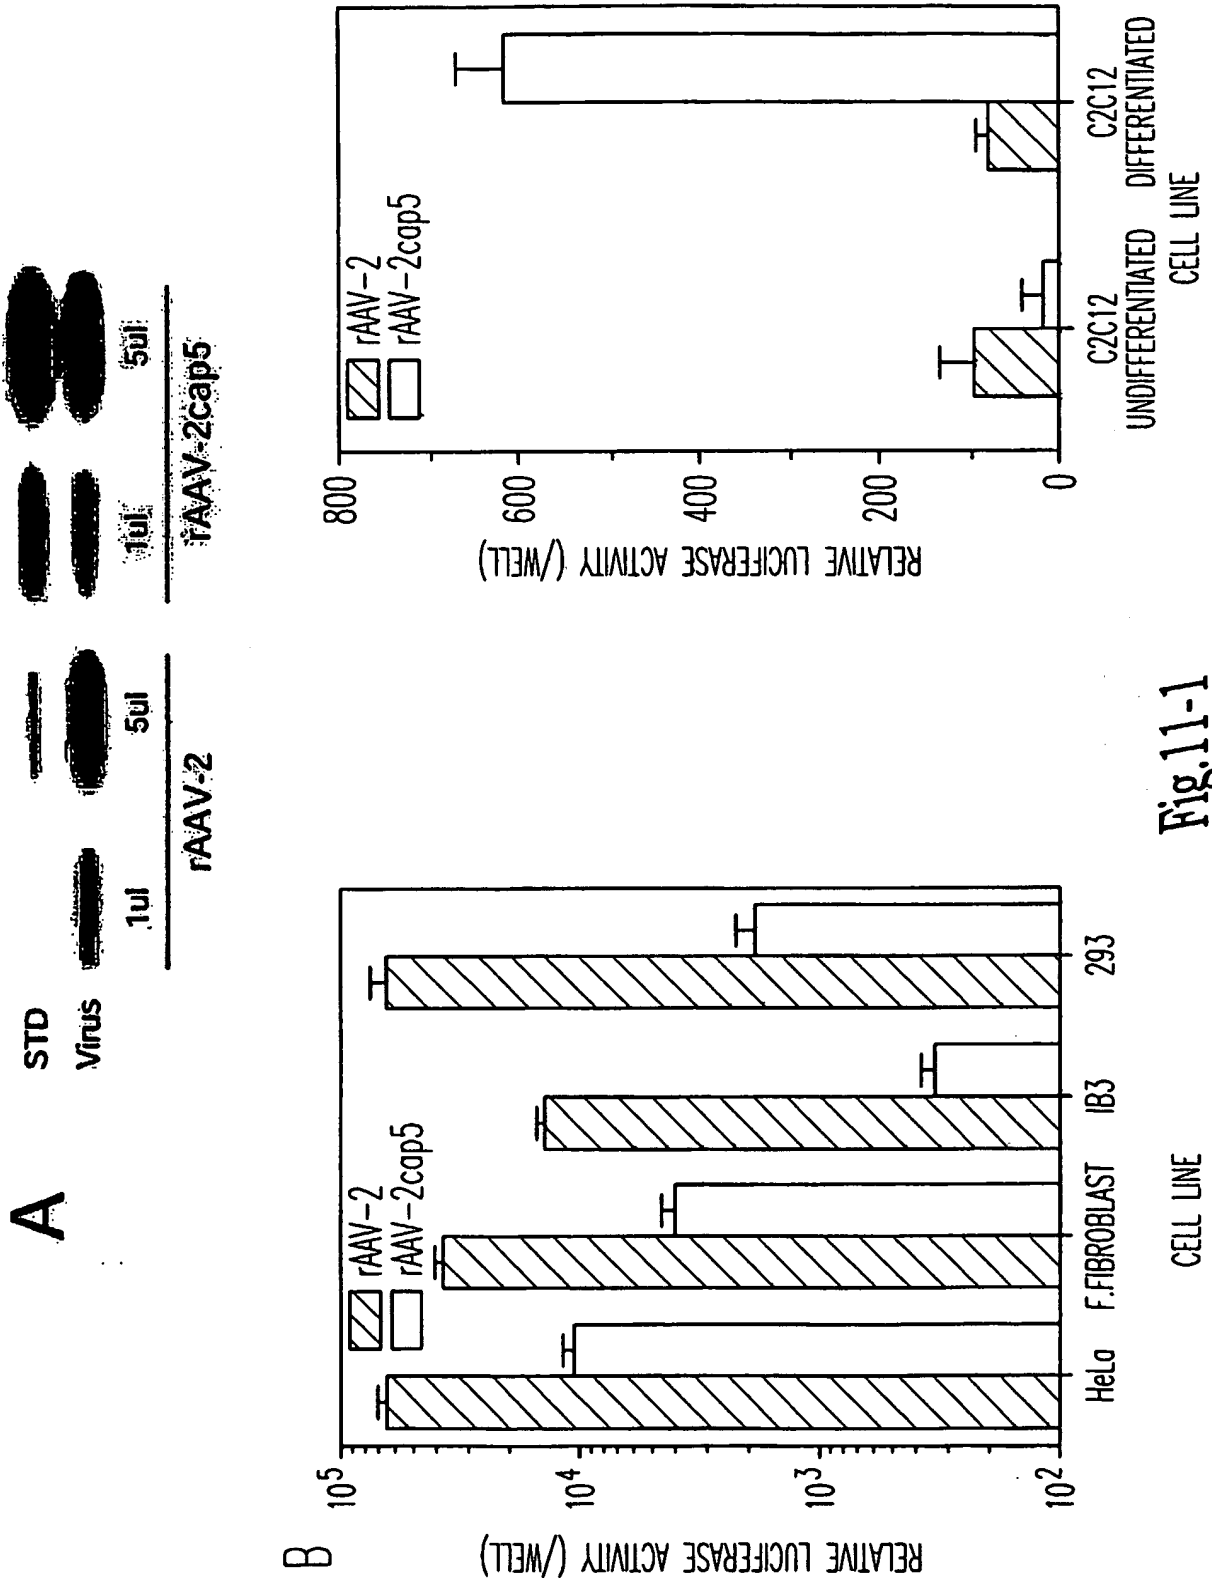 A
STD
Virus
1ul 5ul 1ul 5ul
rAAV-2 rAAV-2cap5
B
RELATIVE LUCIFERASE ACTIVITY (/WELL)
10^5
10^4
10^3
10^2
rAAV-2
rAAV-2cap5
HeLa F.FIBROBLAST IB3 293
CELL LINE
RELATIVE LUCIFERASE ACTIVITY (/WELL)
800
600
400
200
0
rAAV-2
rAAV-2cap5
C2C12 C2C12
UNDIFFERENTIATED DIFFERENTIATED
CELL LINE
Fig.11-1